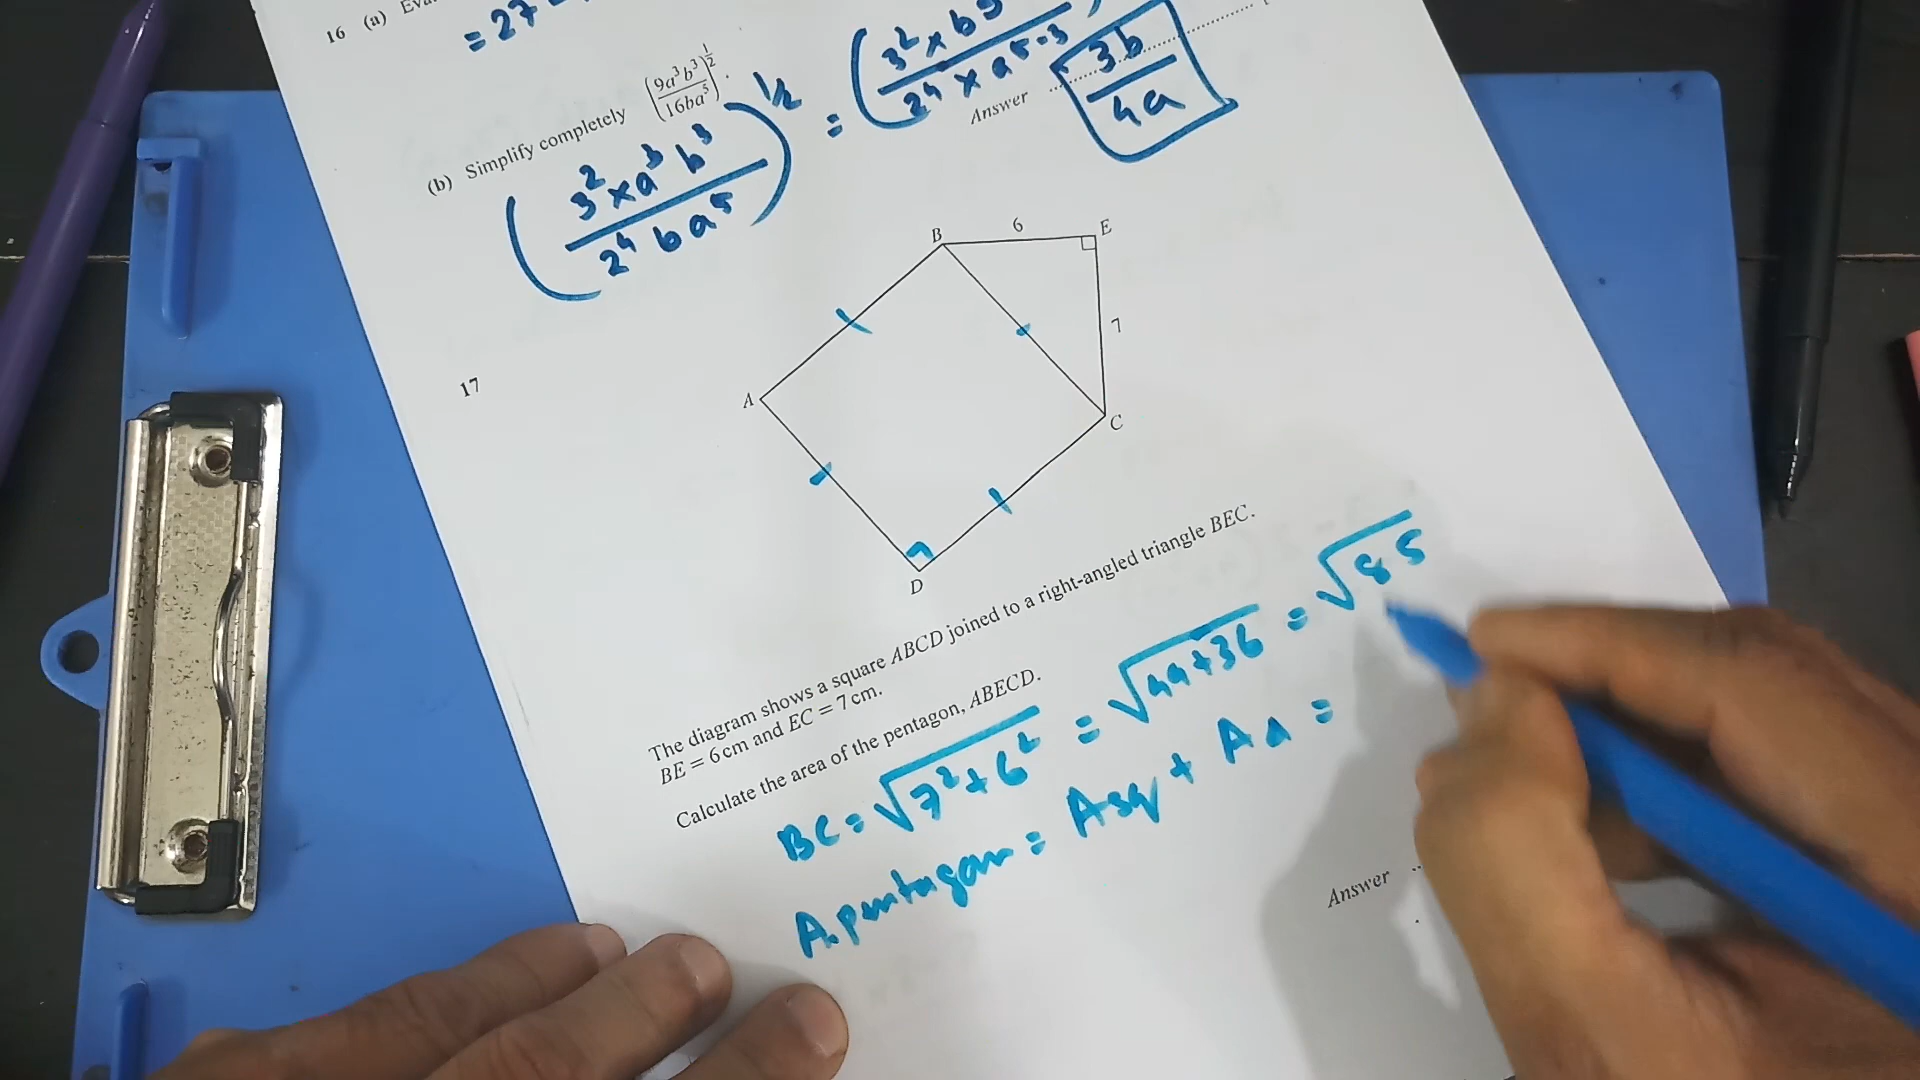 16 (a)
= 27
(b) Simplify completely (9a³b³/16ba⁵)^½.
(3²×a³b³/2⁴ba⁵)^1/2 = (3²×b³/2⁴×a⁵⁻³)
Answer 3b/4a
17
B 6 E
7
A
C
D
The diagram shows a square ABCD joined to a right-angled triangle BEC.
BE = 6 cm and EC = 7 cm.
Calculate the area of the pentagon, ABECD.
BC = √7²+6² = √49+36 = √85
A.pentagon = Asq + A△ =
Answer